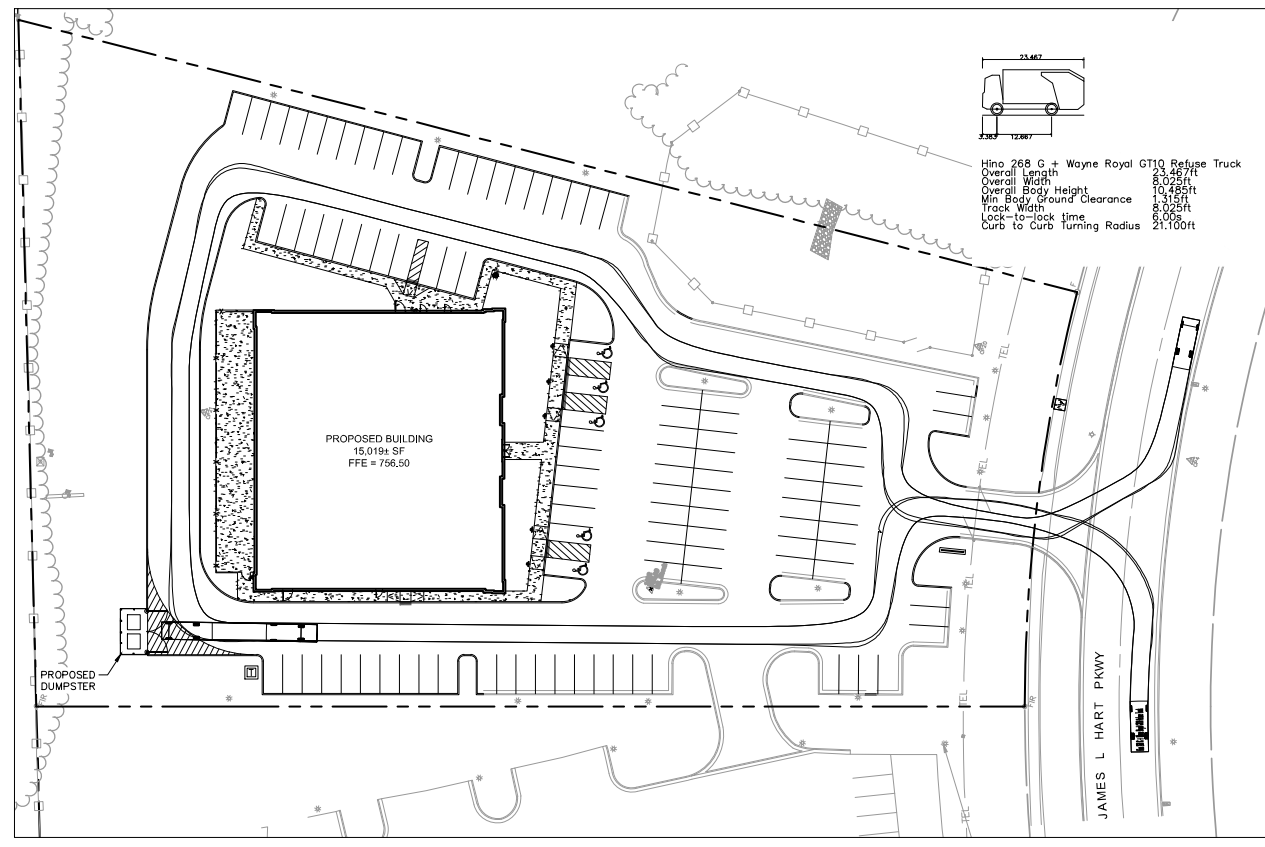 23.467
3.383
12.667
Hino 268 G + Wayne Royal GT10 Refuse Truck
Overall Length 23.467ft
Overall Width 8.025ft
Overall Body Height 10.485ft
Min Body Ground Clearance 1.315ft
Track Width 8.025ft
Lock-to-lock time 6.00s
Curb to Curb Turning Radius 21.100ft
TEL
TEL
PROPOSED BUILDING
15,019± SF
FFE = 756.50
TEL
PROPOSED
DUMPSTER
FIR
TEL
FIR
TEL
JAMES L HART PKWY